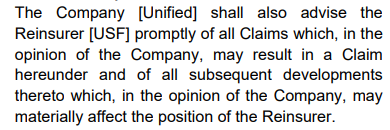 The Company [Unified] shall also advise the
Reinsurer [USF] promptly of all Claims which, in the
opinion of the Company, may result in a Claim
hereunder and of all subsequent developments
thereto which, in the opinion of the Company, may
materially affect the position of the Reinsurer.